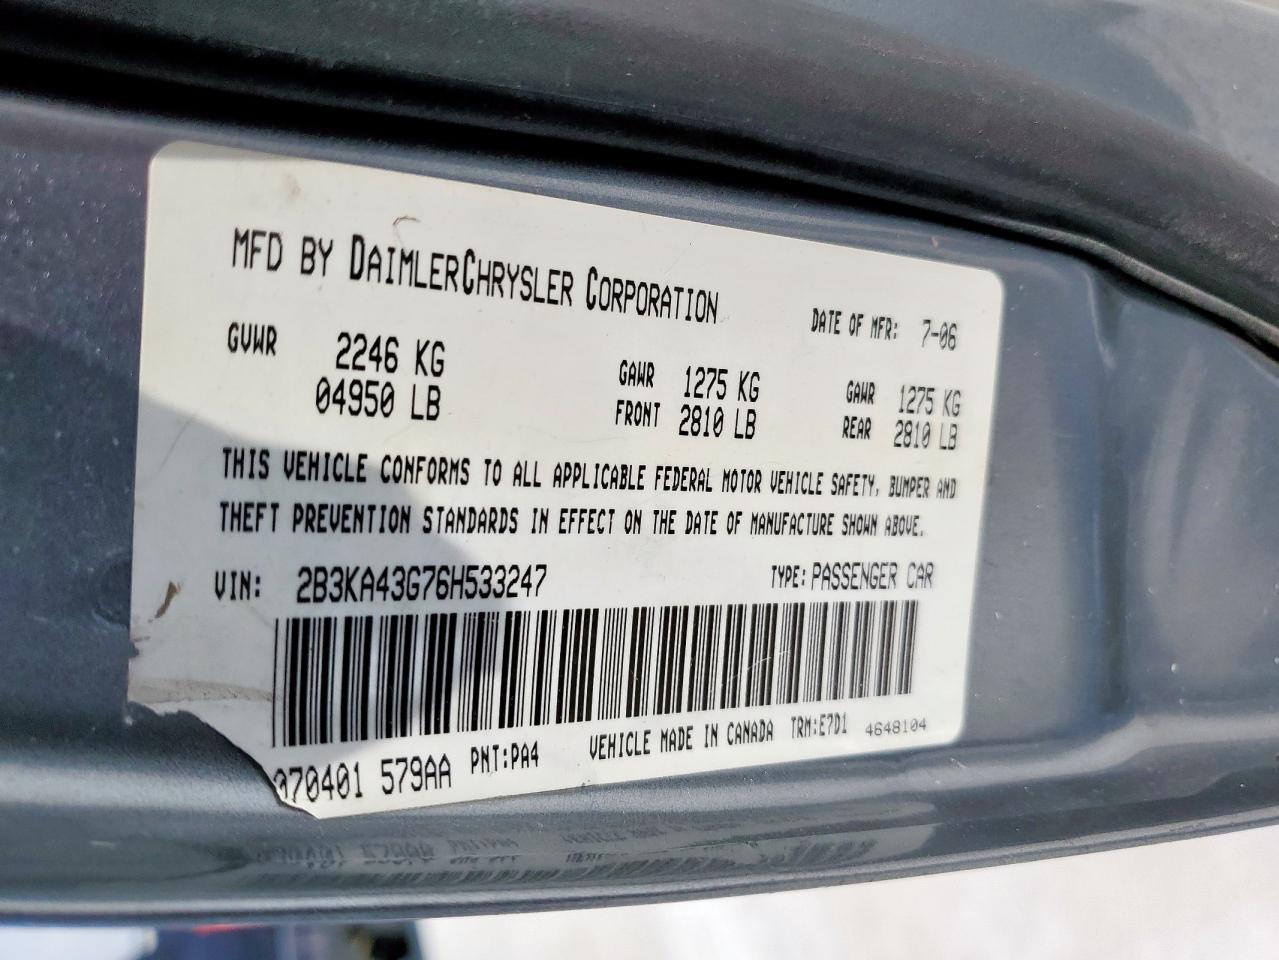 MFD BY DAIMLERCHRYSLER CORPORATION
DATE OF MFR: 7-06
GVWR 2246 KG GAWR 1275 KG GAWR 1275 KG
04950 LB FRONT 2810 LB REAR 2810 LB
THIS VEHICLE CONFORMS TO ALL APPLICABLE FEDERAL MOTOR VEHICLE SAFETY, BUMPER AND
THEFT PREVENTION STANDARDS IN EFFECT ON THE DATE OF MANUFACTURE SHOWN ABOVE.
VIN: 2B3KA43G76H533247 TYPE: PASSENGER CAR
070401 579AA PNT:PA4 VEHICLE MADE IN CANADA TRM:E7D1 4648104